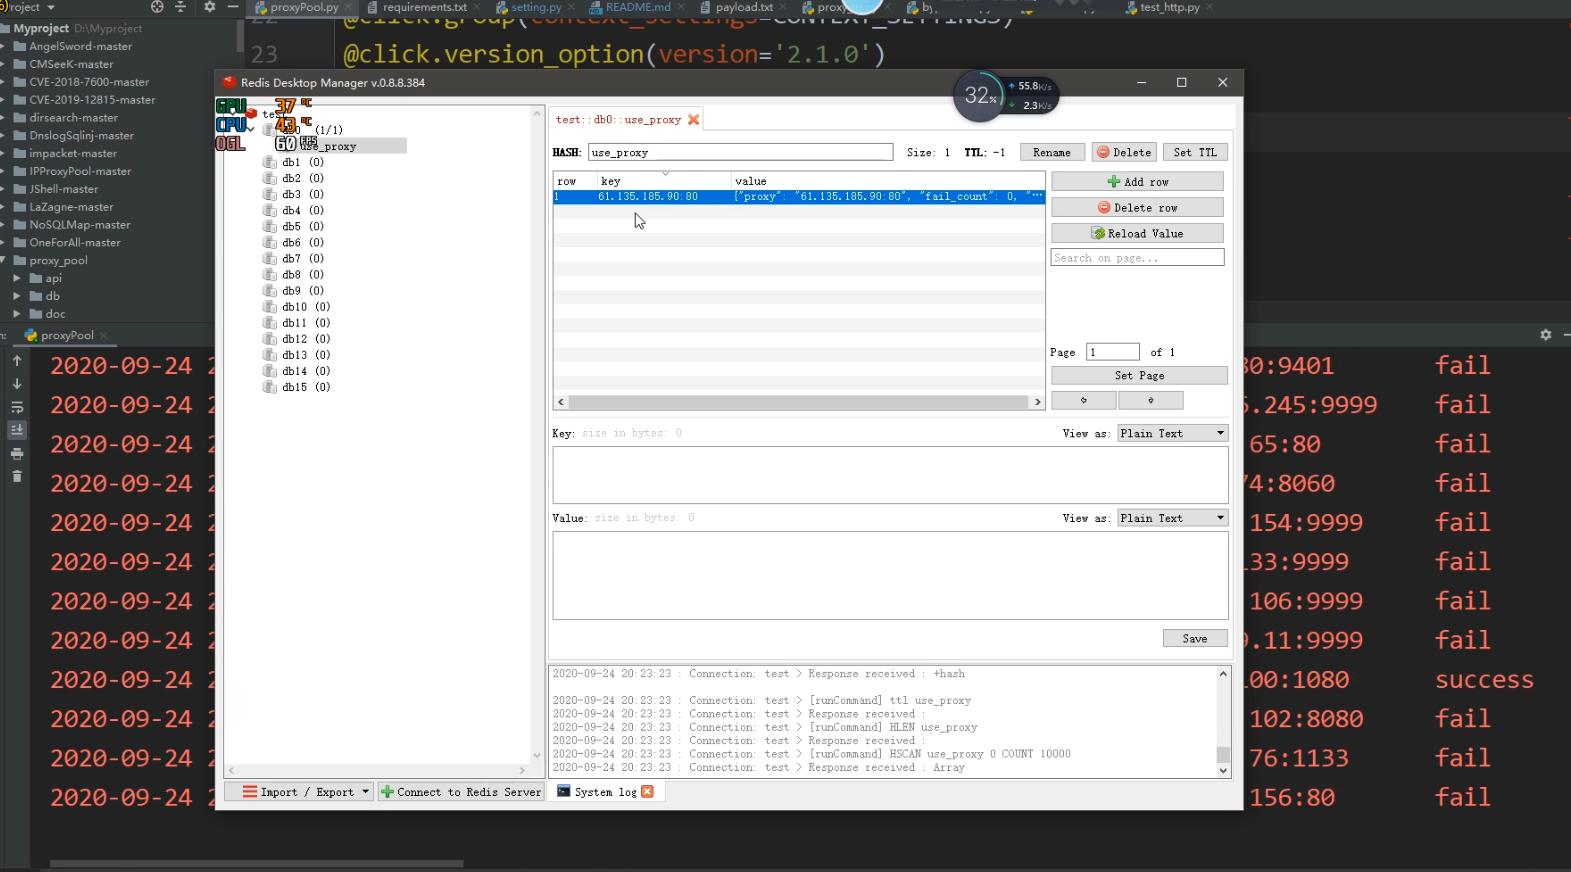 roject
proxyPool.py
requirements.txt
setting.py
README.md
payload.txt
test_http.py
Myproject D:\Myproject
AngelSword-master
CMSeeK-master
CVE-2018-7600-master
CVE-2019-12815-master
dirsearch-master
DnslogSqlinj-master
impacket-master
IPProxyPool-master
JShell-master
LaZagne-master
NoSQLMap-master
OneForAll-master
proxy_pool
api
db
doc
22 @click.group(context_settings=CONTEXT_SETTINGS)
23 @click.version_option(version='2.1.0')
Redis Desktop Manager v.0.8.8.384
32%
55.8K/s
2.3K/s
GPU 37 °C
CPU 43 °C
OGL 60 FPS
(1/1)
use_proxy
db1 (0)
db2 (0)
db3 (0)
db4 (0)
db5 (0)
db6 (0)
db7 (0)
db8 (0)
db9 (0)
db10 (0)
db11 (0)
db12 (0)
db13 (0)
db14 (0)
db15 (0)
Import / Export
Connect to Redis Server
test::db0::use_proxy
HASH: use_proxy Size: 1 TTL: -1 Rename Delete Set TTL
row key value
1 61.135.185.90:80 {"proxy": "61.135.185.90:80", "fail_count": 0, "…
Add row
Delete row
Reload Value
Search on page...
Page 1 of 1
Set Page
Key: size in bytes: 0 View as: Plain Text
Value: size in bytes: 0 View as: Plain Text
Save
2020-09-24 20:23:23 : Connection: test > Response received : +hash
2020-09-24 20:23:23 : Connection: test > [runCommand] ttl use_proxy
2020-09-24 20:23:23 : Connection: test > Response received :
2020-09-24 20:23:23 : Connection: test > [runCommand] HLEN use_proxy
2020-09-24 20:23:23 : Connection: test > Response received :
2020-09-24 20:23:23 : Connection: test > [runCommand] HSCAN use_proxy 0 COUNT 10000
2020-09-24 20:23:23 : Connection: test > Response received : Array
System log
proxyPool
2020-09-24 2 80:9401 fail
2020-09-24 2 5.245:9999 fail
2020-09-24 2 65:80 fail
2020-09-24 2 74:8060 fail
2020-09-24 2 154:9999 fail
2020-09-24 2 133:9999 fail
2020-09-24 2 106:9999 fail
2020-09-24 2 9.11:9999 fail
2020-09-24 2 100:1080 success
2020-09-24 2 102:8080 fail
2020-09-24 2 76:1133 fail
2020-09-24 2 156:80 fail